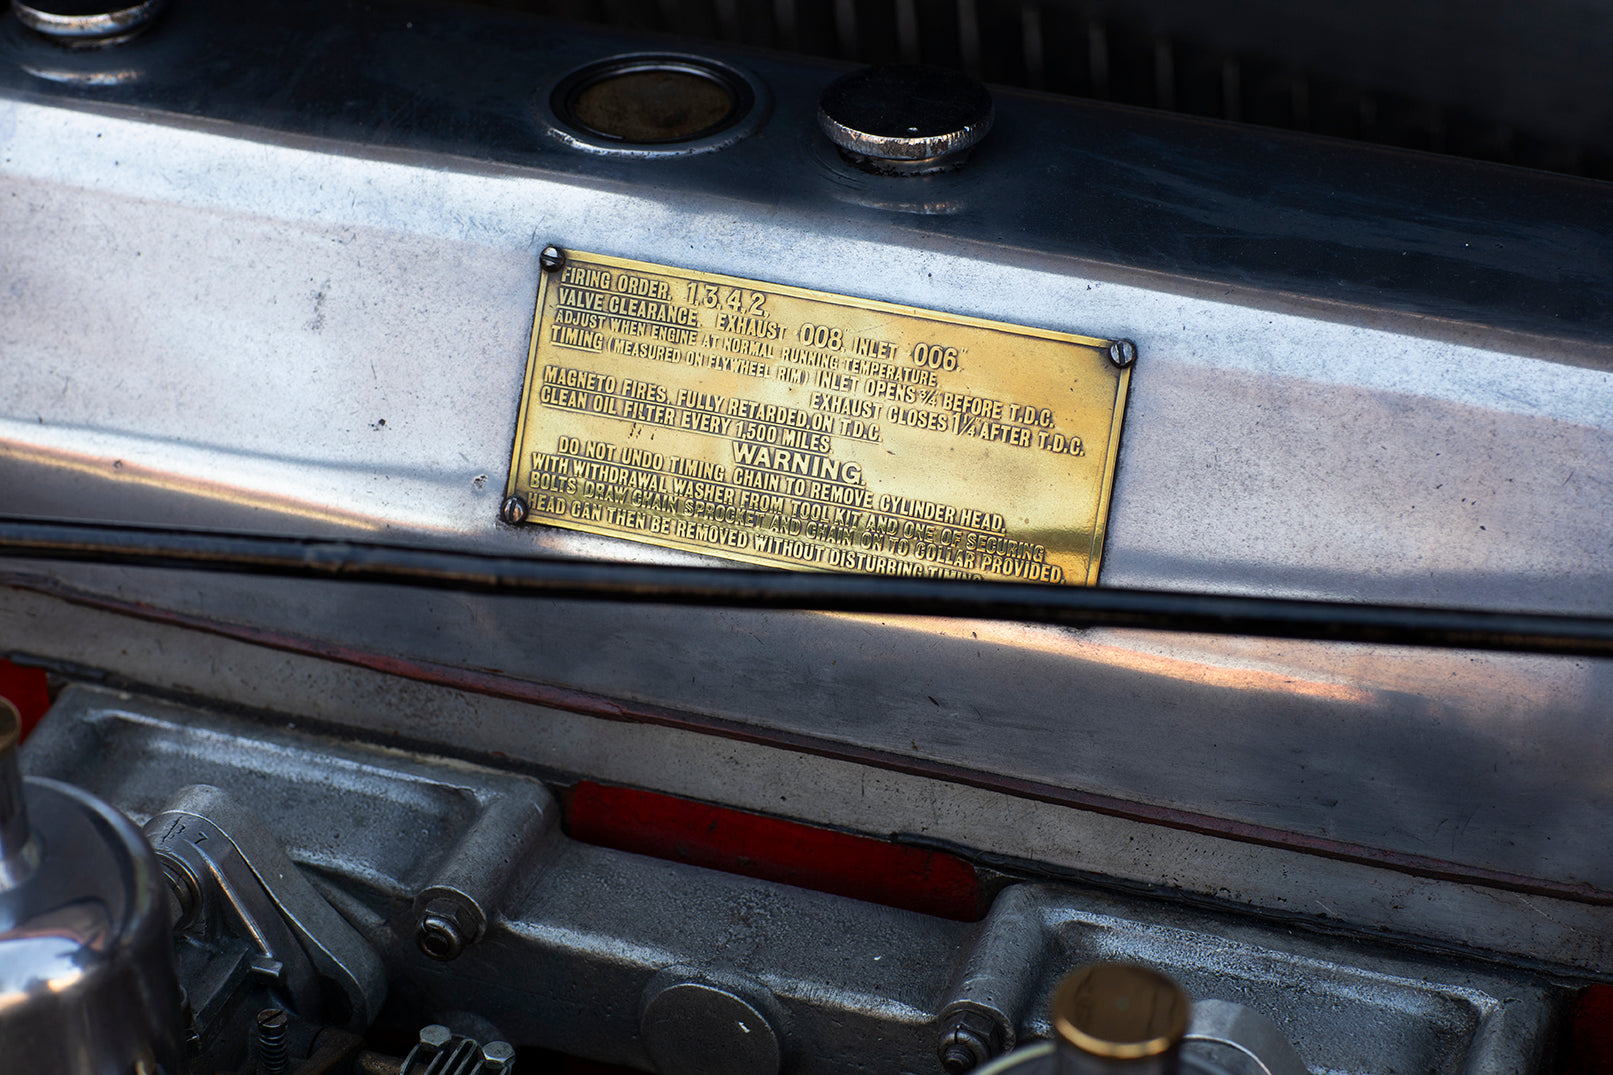 FIRING ORDER. 1,3,4,2,
VALVE CLEARANCE. EXHAUST ·008. INLET ·006."
ADJUST WHEN ENGINE AT NORMAL RUNNING TEMPERATURE.
TIMING (MEASURED ON FLYWHEEL RIM) INLET OPENS ¾ BEFORE T.D.C.
EXHAUST CLOSES 1¼ AFTER T.D.C.
MAGNETO FIRES. FULLY RETARDED, ON T.D.C.
CLEAN OIL FILTER EVERY 1,500 MILES.
WARNING.
DO NOT UNDO TIMING CHAIN TO REMOVE CYLINDER HEAD.
WITH WITHDRAWAL WASHER FROM TOOL KIT AND ONE OF SECURING
BOLTS DRAW CHAIN SPROCKET AND CHAIN ON TO COLLAR PROVIDED.
HEAD CAN THEN BE REMOVED WITHOUT DISTURBING TIMING